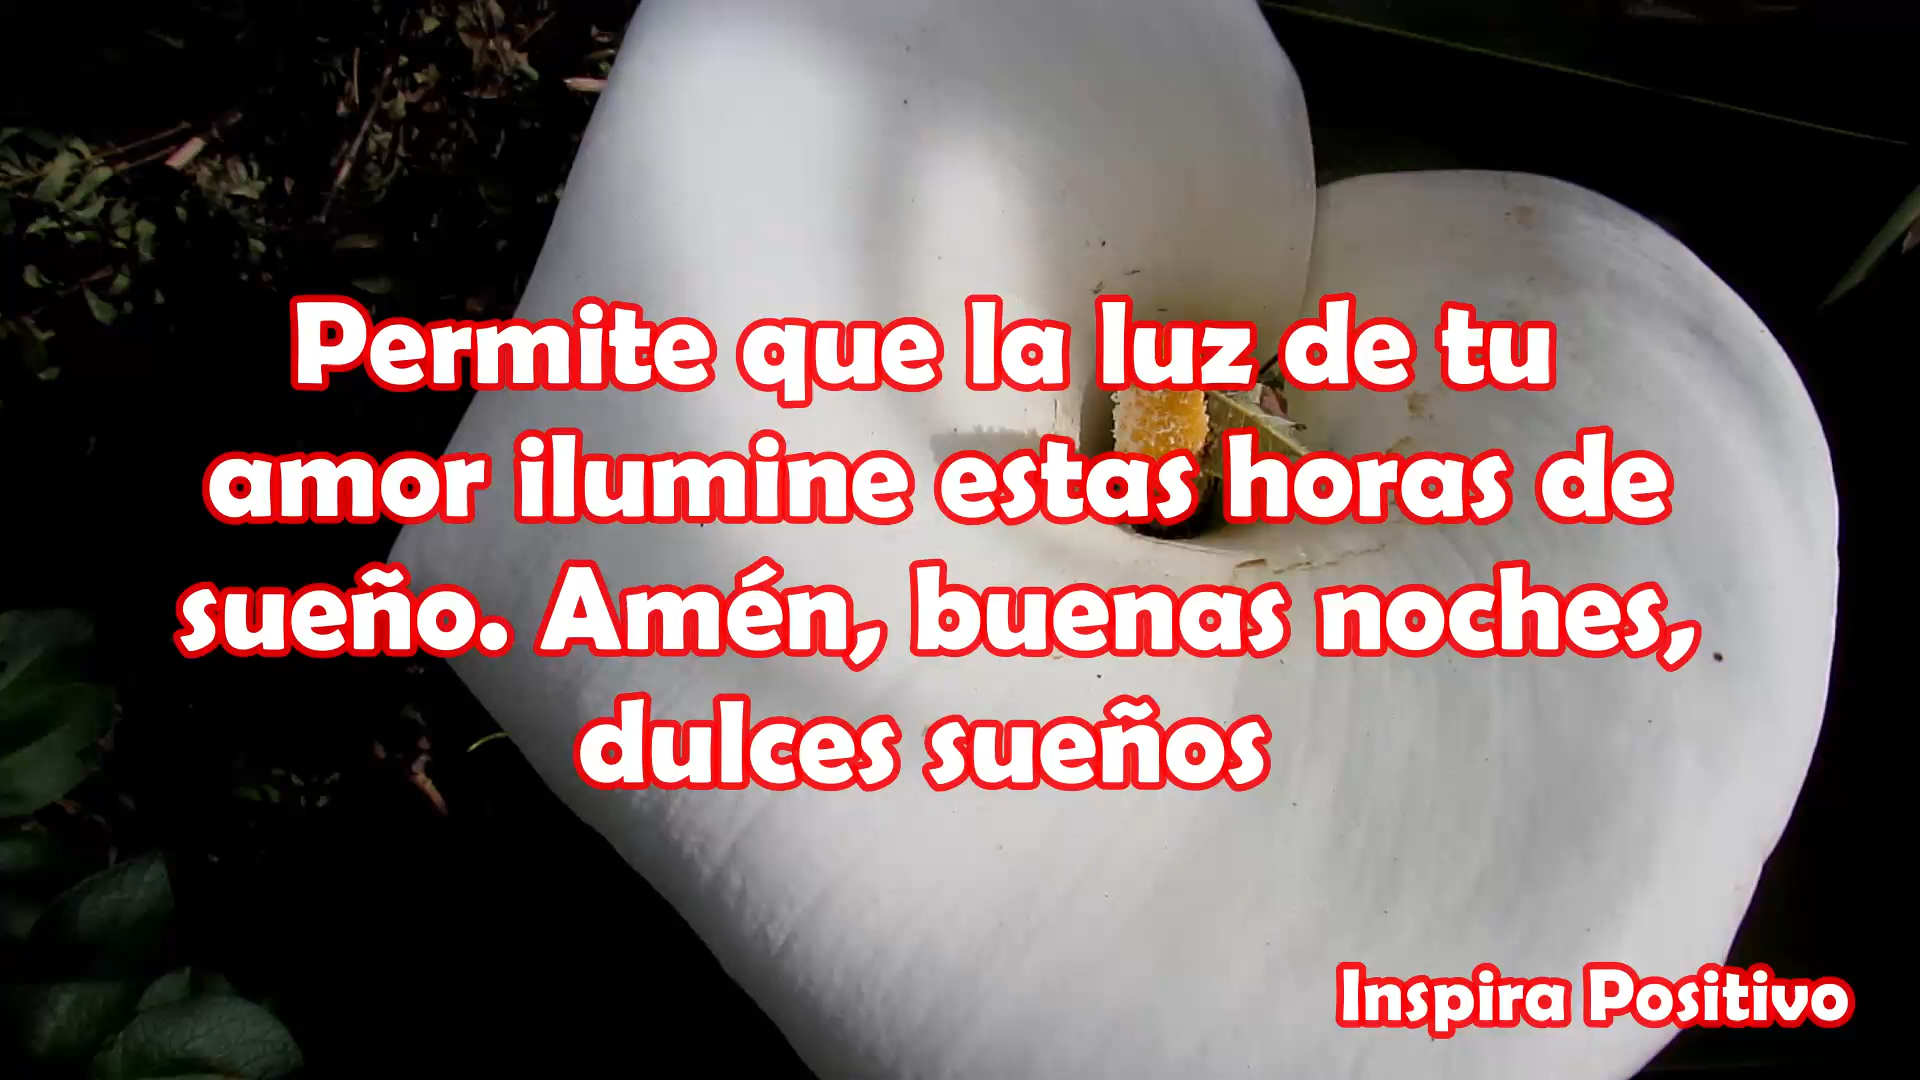 Permite que la luz de tu
amor ilumine estas horas de
sueño. Amén, buenas noches,
dulces sueños
Inspira Positivo